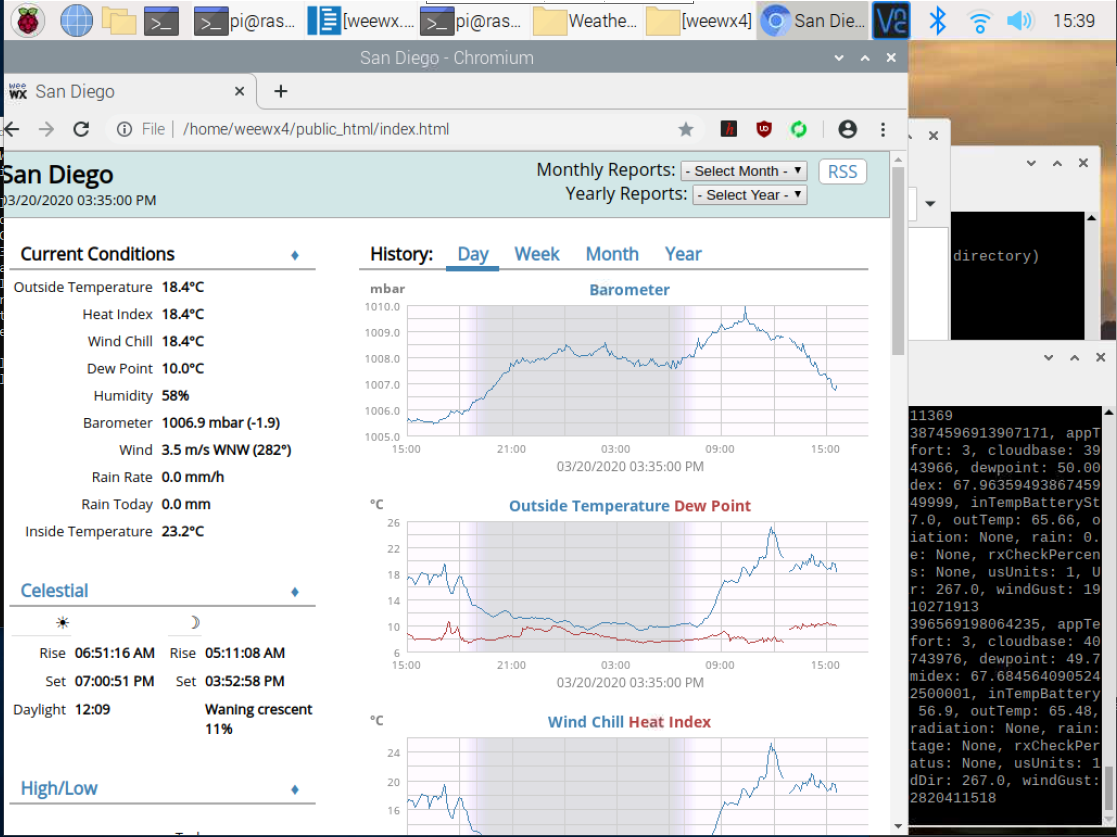 pi@ras...
[weewx....
pi@ras...
Weathe...
[weewx4]
San Die...
15:39
San Diego - Chromium
wee
WX
San Diego
File | /home/weewx4/public_html/index.html
San Diego
03/20/2020 03:35:00 PM
Monthly Reports: - Select Month -
Yearly Reports: - Select Year -
RSS
Current Conditions
Outside Temperature 18.4°C
Heat Index 18.4°C
Wind Chill 18.4°C
Dew Point 10.0°C
Humidity 58%
Barometer 1006.9 mbar (-1.9)
Wind 3.5 m/s WNW (282°)
Rain Rate 0.0 mm/h
Rain Today 0.0 mm
Inside Temperature 23.2°C
Celestial
Rise 06:51:16 AM Rise 05:11:08 AM
Set 07:00:51 PM Set 03:52:58 PM
Daylight 12:09 Waning crescent
11%
High/Low
History: Day Week Month Year
mbar
Barometer
1010.0
1009.0
1008.0
1007.0
1006.0
1005.0
15:00 21:00 03:00 09:00 15:00
03/20/2020 03:35:00 PM
°C
Outside Temperature Dew Point
26
22
18
14
10
6
15:00 21:00 03:00 09:00 15:00
03/20/2020 03:35:00 PM
°C
Wind Chill Heat Index
24
20
16
directory)
11369
3874596913907171, appT
fort: 3, cloudbase: 39
43966, dewpoint: 50.00
dex: 67.96359493867459
49999, inTempBatterySt
7.0, outTemp: 65.66, o
iation: None, rain: 0.
e: None, rxCheckPercen
s: None, usUnits: 1, U
r: 267.0, windGust: 19
10271913
396569198064235, appTe
fort: 3, cloudbase: 40
743976, dewpoint: 49.7
midex: 67.684564090524
2500001, inTempBattery
56.9, outTemp: 65.48,
radiation: None, rain:
tage: None, rxCheckPer
atus: None, usUnits: 1
dDir: 267.0, windGust:
2820411518